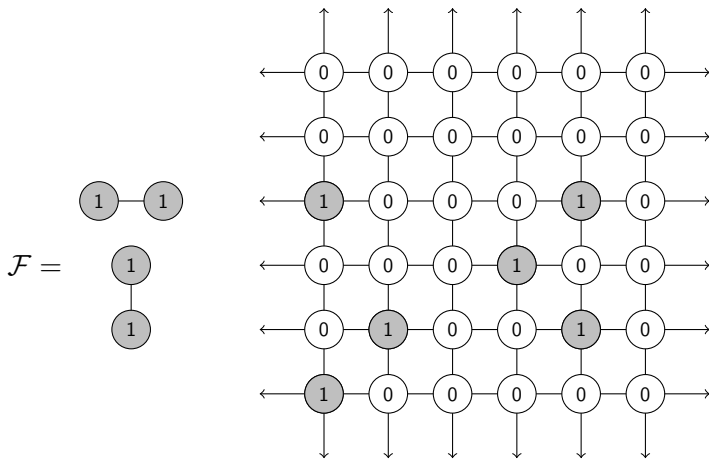 1 1
ℱ =
1
1
0 0 0 0 0 0
0 0 0 0 0 0
1 0 0 0 1 0
0 0 0 1 0 0
0 1 0 0 1 0
1 0 0 0 0 0